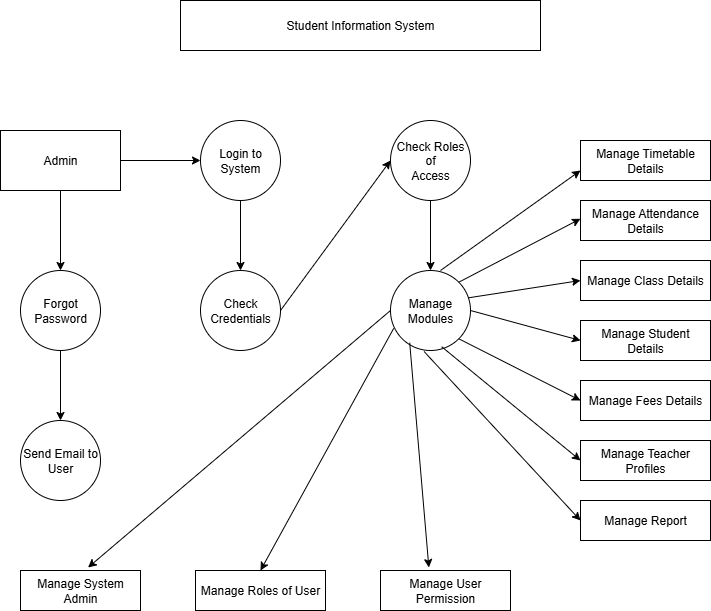 Student Information System
Admin
Login to
System
Check Roles
of
Access
Manage Timetable
Details
Manage Attendance
Details
Manage Class Details
Manage Student
Details
Manage Fees Details
Manage Teacher
Profiles
Manage Report
Forgot
Password
Check
Credentials
Manage
Modules
Send Email to
User
Manage System
Admin
Manage Roles of User
Manage User
Permission